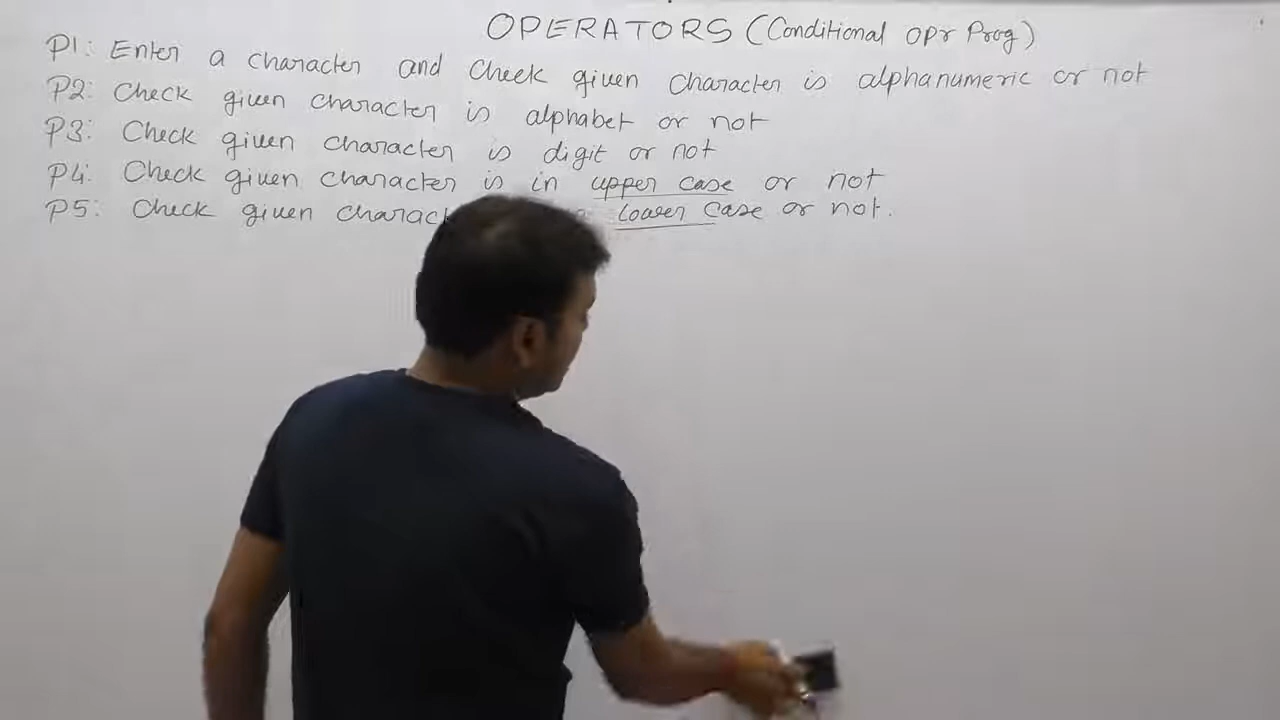 OPERATORS (Conditional opr Prog)
P1: Enter a character and check given character is alphanumeric or not
P2: Check given character is alphabet or not
P3: Check given character is digit or not
P4: Check given character is in upper case or not
P5: Check given charac lower case or not.